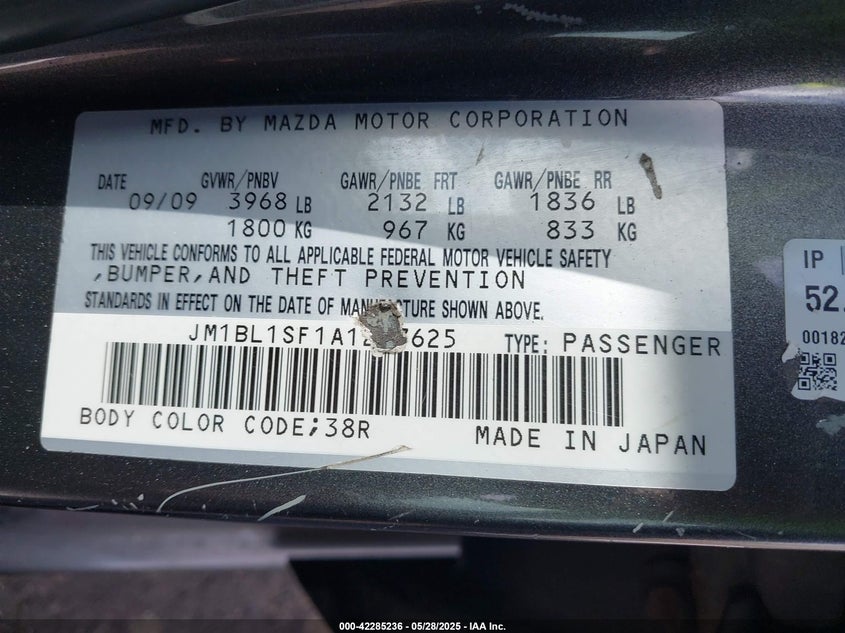 MFD. BY MAZDA MOTOR CORPORATION
DATE GVWR/PNBV GAWR/PNBE FRT GAWR/PNBE RR
09/09 3968 LB 2132 LB 1836 LB
1800 KG 967 KG 833 KG
THIS VEHICLE CONFORMS TO ALL APPLICABLE FEDERAL MOTOR VEHICLE SAFETY
,BUMPER,AND THEFT PREVENTION
STANDARDS IN EFFECT ON THE DATE OF MANUFACTURE SHOWN ABOVE.
TYPE: PASSENGER
BODY COLOR CODE;38R
MADE IN JAPAN
IP
52.
00182
000-42285236 - 05/28/2025 - IAA Inc.